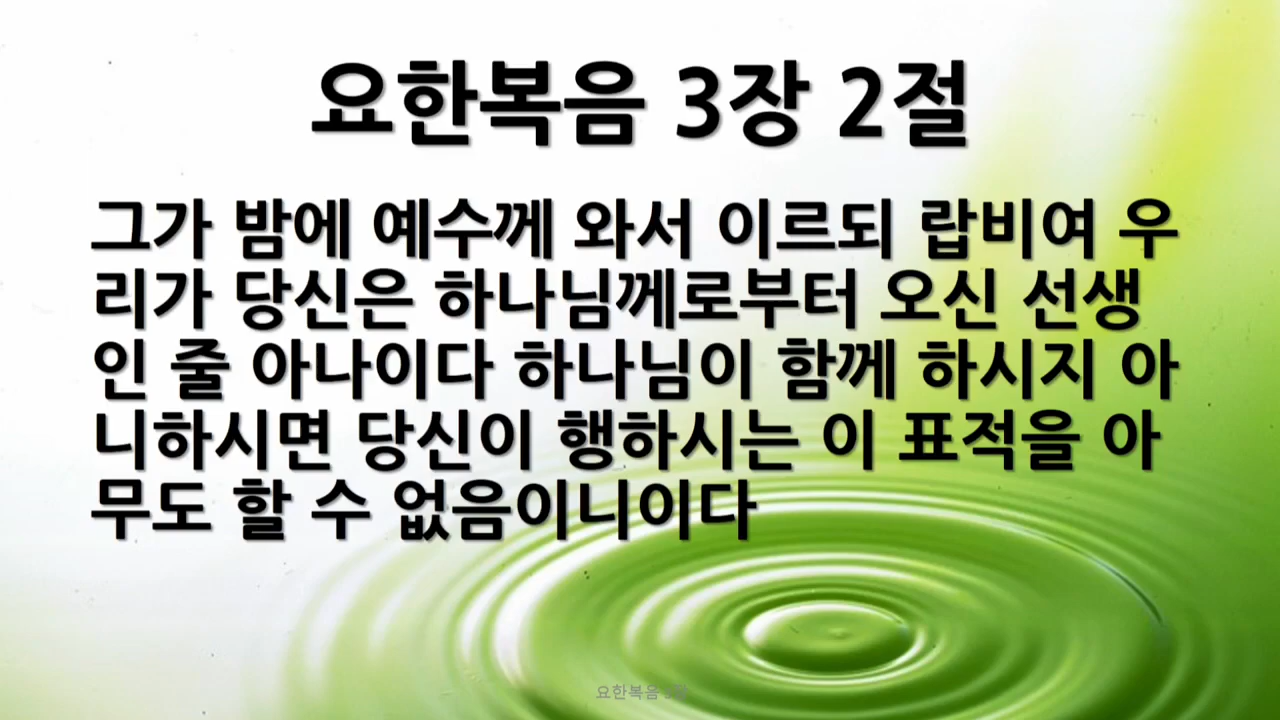 요한복음 3장 2절
그가 밤에 예수께 와서 이르되 랍비여 우
리가 당신은 하나님께로부터 오신 선생
인 줄 아나이다 하나님이 함께 하시지 아
니하시면 당신이 행하시는 이 표적을 아
무도 할 수 없음이니이다
요한복음